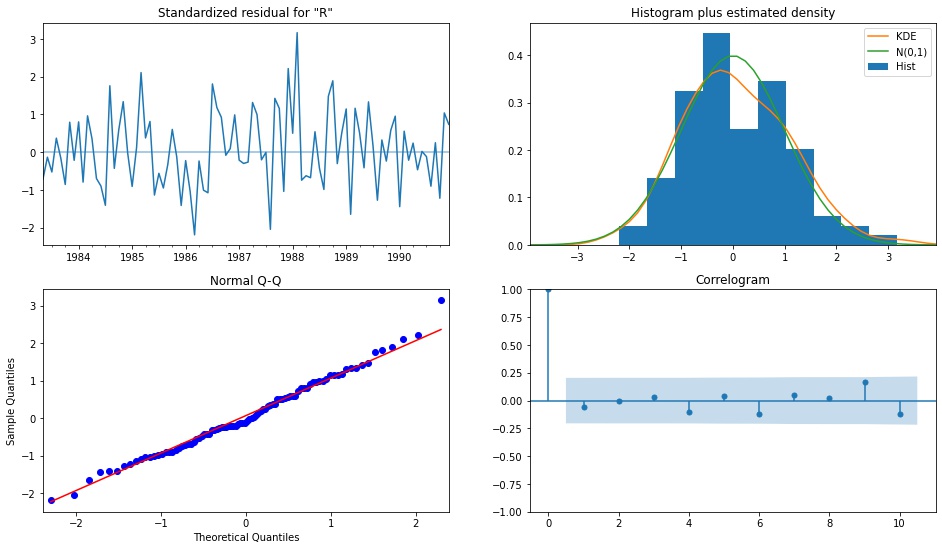 Standardized residual for "R"
3
2
1
0
−1
−2
1984 1985 1986 1987 1988 1989 1990
Histogram plus estimated density
KDE
N(0,1)
Hist
0.4
0.3
0.2
0.1
0.0
−3 −2 −1 0 1 2 3
Normal Q-Q
Sample Quantiles
3
2
1
0
−1
−2
−2 −1 0 1 2
Theoretical Quantiles
Correlogram
1.00
0.75
0.50
0.25
0.00
−0.25
−0.50
−0.75
−1.00
0 2 4 6 8 10